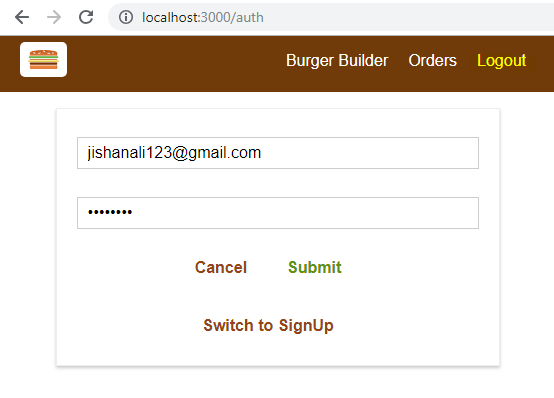 localhost:3000/auth
Burger Builder Orders Logout
jishanali123@gmail.com
••••••••
Cancel Submit
Switch to SignUp